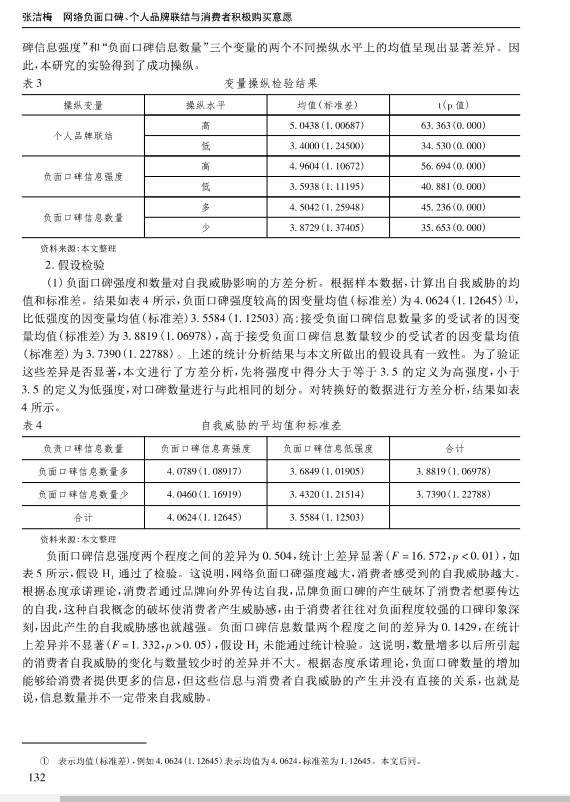 张洁梅　网络负面口碑、个人品牌联结与消费者积极购买意愿
碑信息强度”和“负面口碑信息数量”三个变量的两个不同操纵水平上的均值呈现出显著差异。因
此，本研究的实验得到了成功操纵。
表 3　变量操纵检验结果
操纵变量　操纵水平　均值（标准差）　t(p 值)
个人品牌联结　高　5.0438(1.00687)　63.363(0.000)
低　3.4000(1.24500)　34.530(0.000)
负面口碑信息强度　高　4.9604(1.10672)　56.694(0.000)
低　3.5938(1.11195)　40.881(0.000)
负面口碑信息数量　多　4.5042(1.25948)　45.236(0.000)
少　3.8729(1.37405)　35.653(0.000)
资料来源：本文整理
2. 假设检验
（1）负面口碑强度和数量对自我威胁影响的方差分析。根据样本数据，计算出自我威胁的均
值和标准差。结果如表 4 所示，负面口碑强度较高的因变量均值（标准差）为 4.0624(1.12645)①，
比低强度的因变量均值（标准差）3.5584(1.12503)高；接受负面口碑信息数量多的受试者的因变
量均值（标准差）为 3.8819(1.06978)，高于接受负面口碑信息数量较少的受试者的因变量均值
（标准差）为 3.7390(1.22788)。上述的统计分析结果与本文所做出的假设具有一致性。为了验证
这些差异是否显著，本文进行了方差分析，先将强度中得分大于等于 3.5 的定义为高强度，小于
3.5 的定义为低强度，对口碑数量进行与此相同的划分。对转换好的数据进行方差分析，结果如表
4 所示。
表 4　自我威胁的平均值和标准差
负责口碑信息数量　负面口碑信息高强度　负面口碑信息低强度　合计
负面口碑信息数量多　4.0789(1.08917)　3.6849(1.01905)　3.8819(1.06978)
负面口碑信息数量少　4.0460(1.16919)　3.4320(1.21514)　3.7390(1.22788)
合计　4.0624(1.12645)　3.5584(1.12503)
资料来源：本文整理
负面口碑信息强度两个程度之间的差异为 0.504，统计上差异显著（F = 16.572，p < 0.01），如
表 5 所示，假设 H₁ 通过了检验。这说明，网络负面口碑强度越大，消费者感受到的自我威胁越大。
根据态度承诺理论，消费者通过品牌向外界传达自我，品牌负面口碑的产生破坏了消费者想要传达
的自我，这种自我概念的破坏使消费者产生威胁感，由于消费者往往对负面程度较强的口碑印象深
刻，因此产生的自我威胁感也就越强。负面口碑信息数量两个程度之间的差异为 0.1429，在统计
上差异并不显著（F = 1.332，p > 0.05），假设 H₂ 未能通过统计检验。这说明，数量增多以后所引起
的消费者自我威胁的变化与数量较少时的差异并不大。根据态度承诺理论，负面口碑数量的增加
能够给消费者提供更多的信息，但这些信息与消费者自我威胁的产生并没有直接的关系，也就是
说，信息数量并不一定带来自我威胁。
①　表示均值（标准差），例如 4.0624(1.12645)表示均值为 4.0624，标准差为 1.12645。本文后同。
132